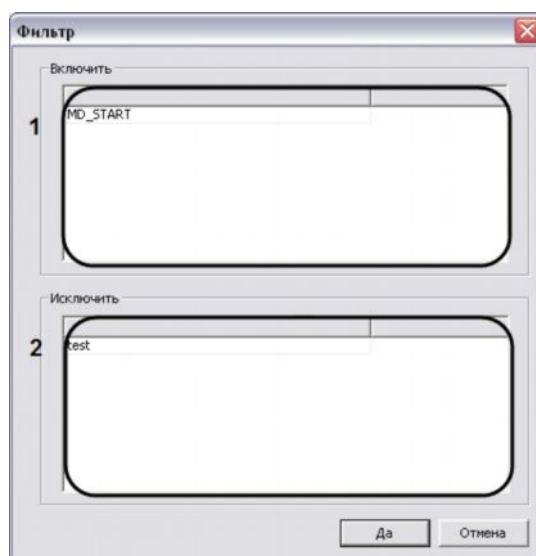 Фильтр
Включить
1
MD_START
Исключить
2
test
Да
Отмена